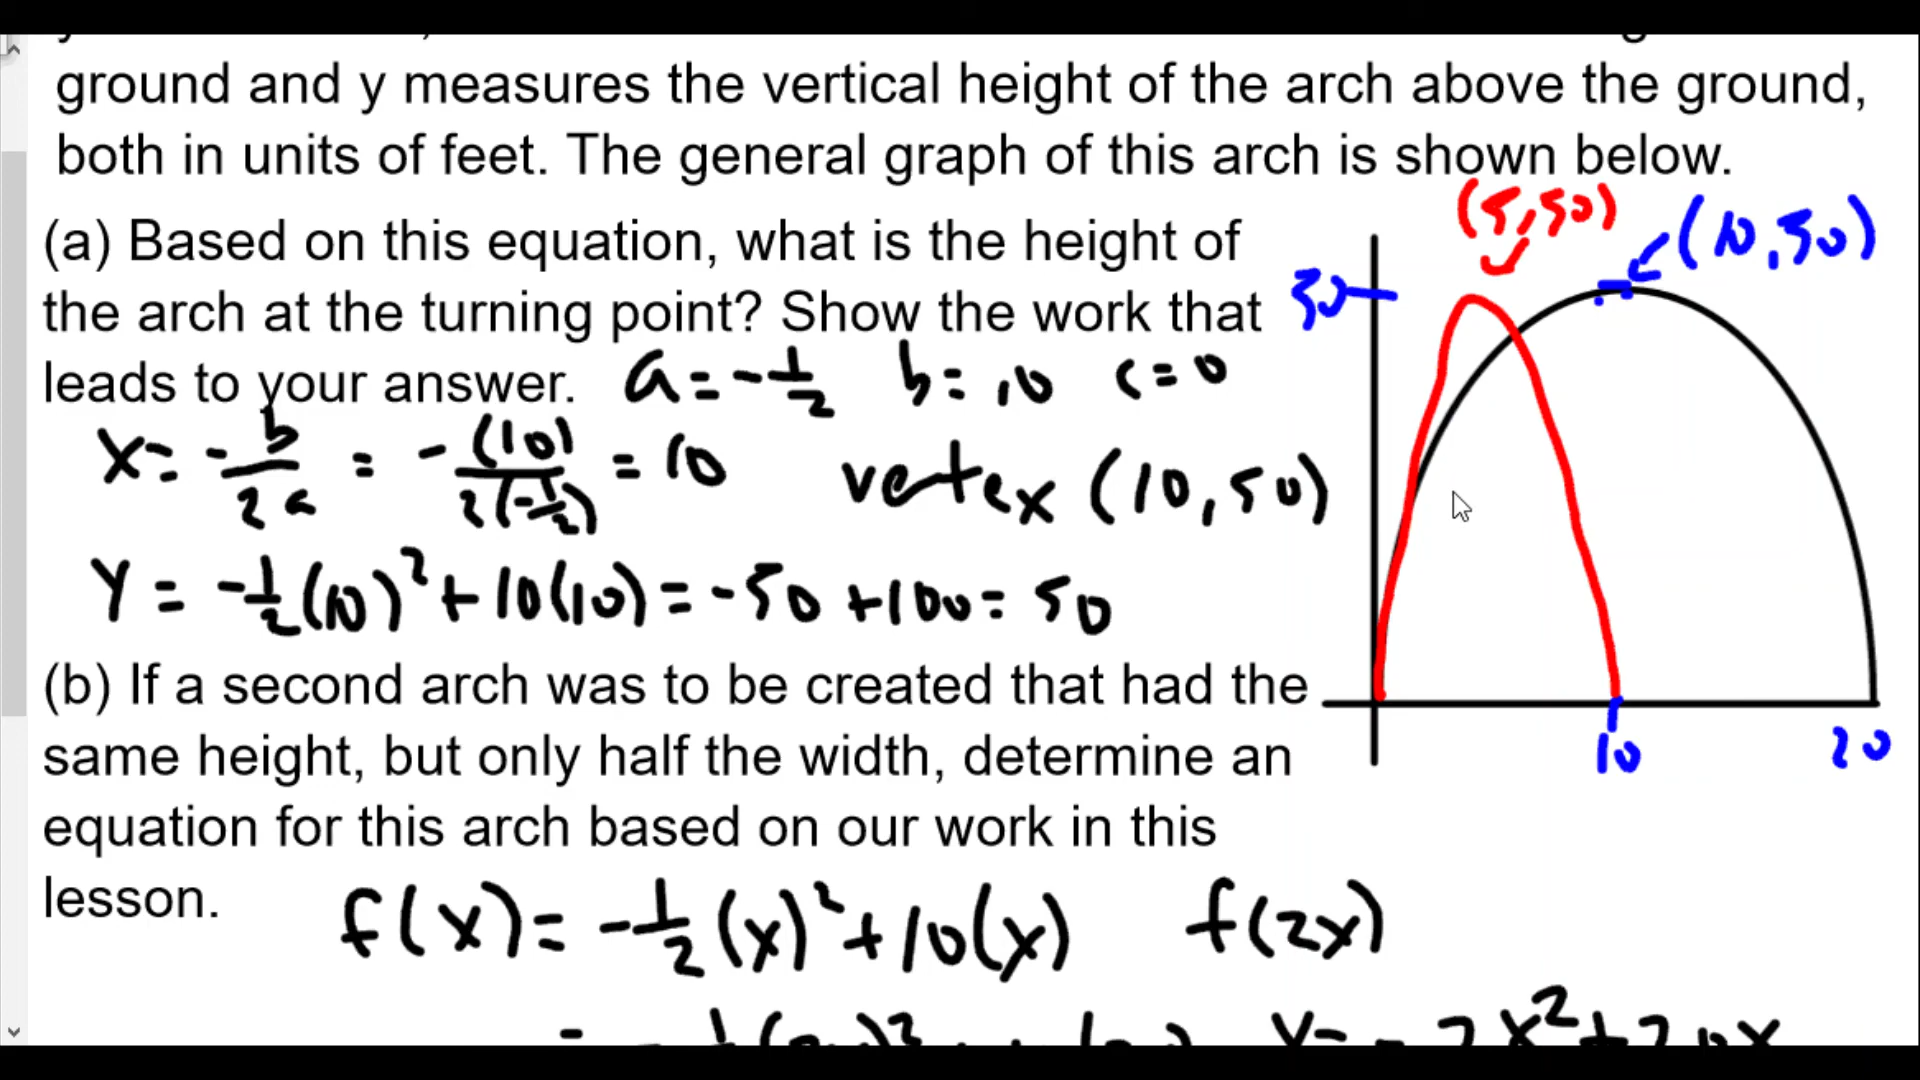 ground and y measures the vertical height of the arch above the ground,
both in units of feet. The general graph of this arch is shown below.
(5,50)
(10,50)
(a) Based on this equation, what is the height of
the arch at the turning point? Show the work that
50
leads to your answer. a = -1/2 b = 10 c = 0
x = -b/2a = -(10)/2(-1/2) = 10 vertex (10,50)
y = -1/2(10)² + 10(10) = -50 + 100 = 50
(b) If a second arch was to be created that had the
same height, but only half the width, determine an
10 20
equation for this arch based on our work in this
lesson. f(x) = -1/2(x)² + 10(x) f(2x)
y = -2x² + 20x